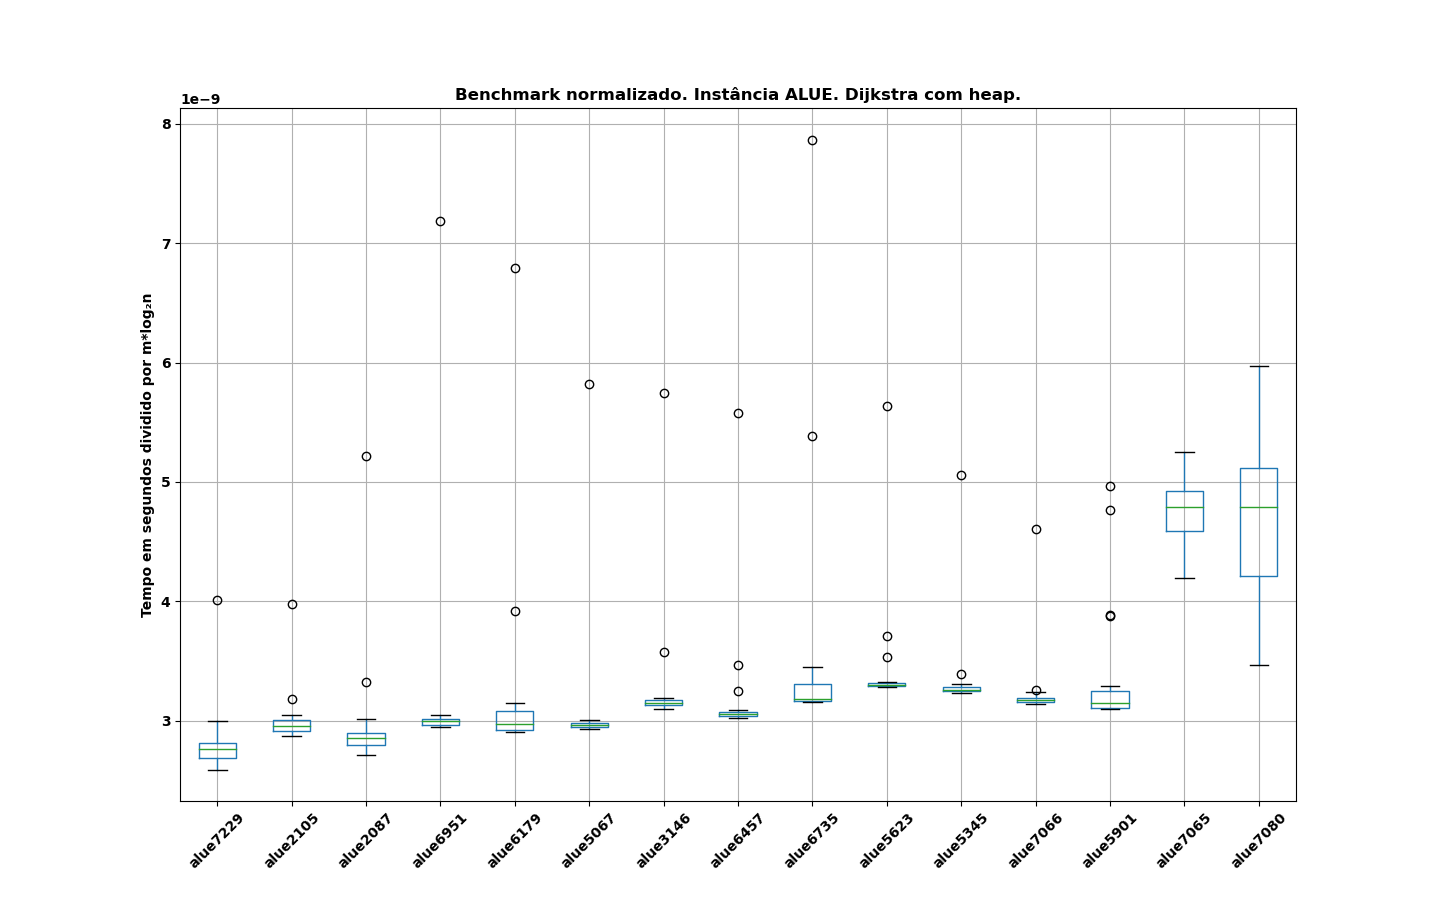 Benchmark normalizado. Instância ALUE. Dijkstra com heap.
1e−9
Tempo em segundos dividido por m*log₂n
8
7
6
5
4
3
alue7229
alue2105
alue2087
alue6951
alue6179
alue5067
alue3146
alue6457
alue6735
alue5623
alue5345
alue7066
alue5901
alue7065
alue7080